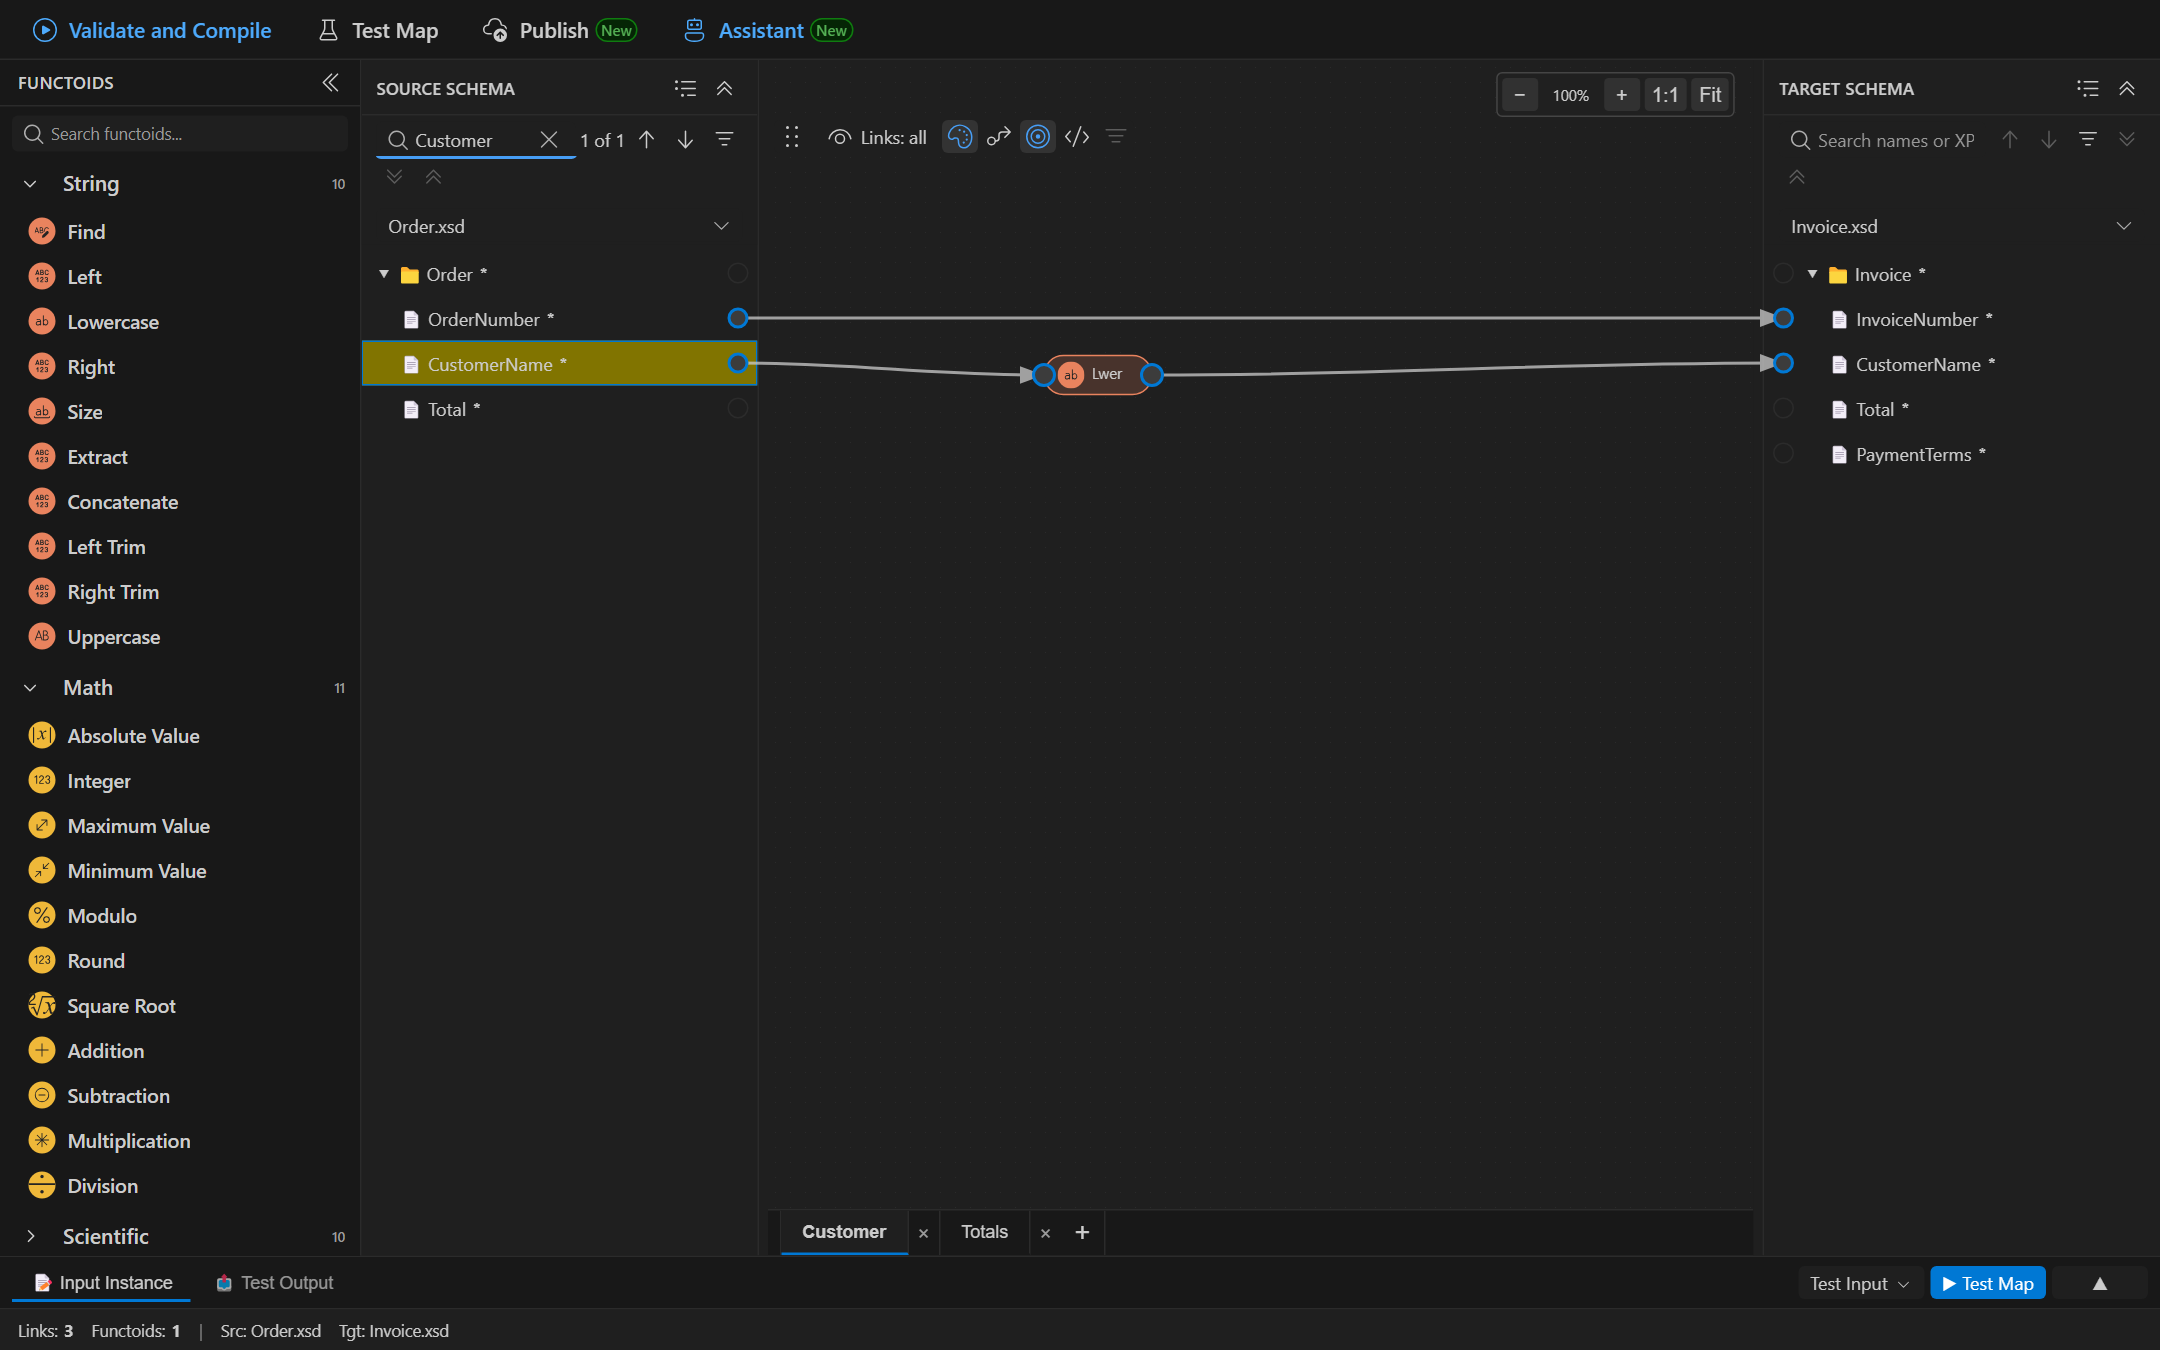 Validate and Compile
Test Map
Publish New
Assistant New
FUNCTOIDS
Search functoids...
String 10
Find
Left
Lowercase
Right
Size
Extract
Concatenate
Left Trim
Right Trim
Uppercase
Math 11
Absolute Value
Integer
Maximum Value
Minimum Value
Modulo
Round
Square Root
Addition
Subtraction
Multiplication
Division
Scientific 10
SOURCE SCHEMA
Customer 1 of 1
Order.xsd
Order *
OrderNumber *
CustomerName *
Total *
Links: all
− 100% + 1:1 Fit
ab Lwer
Customer × Totals × +
TARGET SCHEMA
Search names or XP
Invoice.xsd
Invoice *
InvoiceNumber *
CustomerName *
Total *
PaymentTerms *
Input Instance
Test Output
Test Input
Test Map
Links: 3 Functoids: 1 | Src: Order.xsd Tgt: Invoice.xsd